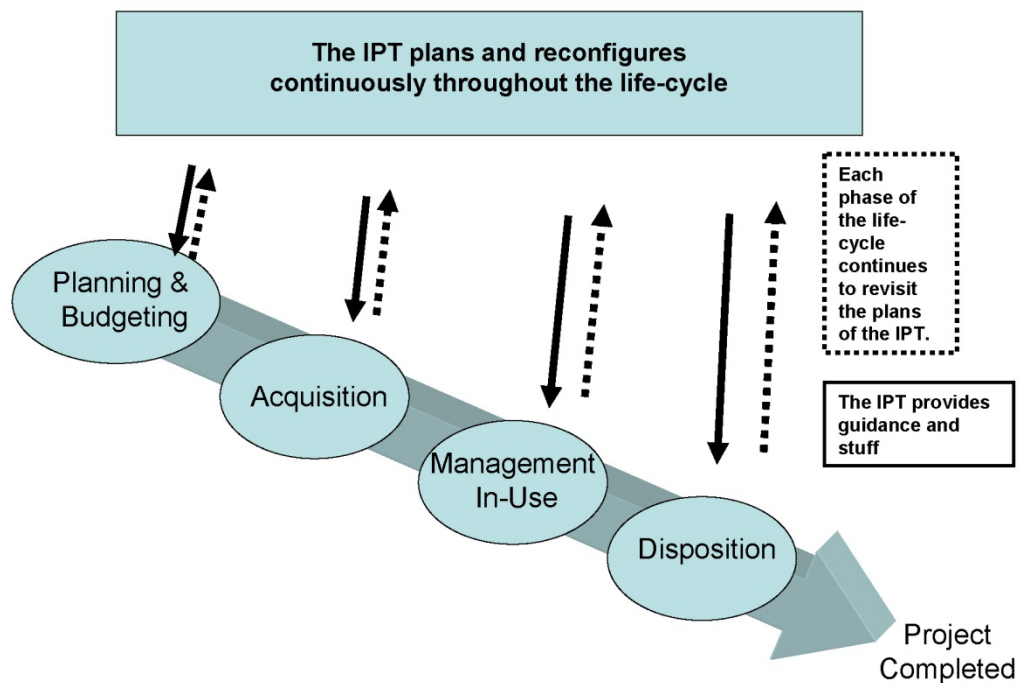 The IPT plans and reconfigures
continuously throughout the life-cycle
Each
phase of
the life-
cycle
continues
to revisit
the plans
of the IPT.
Planning &
Budgeting
Acquisition
The IPT provides
guidance and
stuff
Management
In-Use
Disposition
Project
Completed